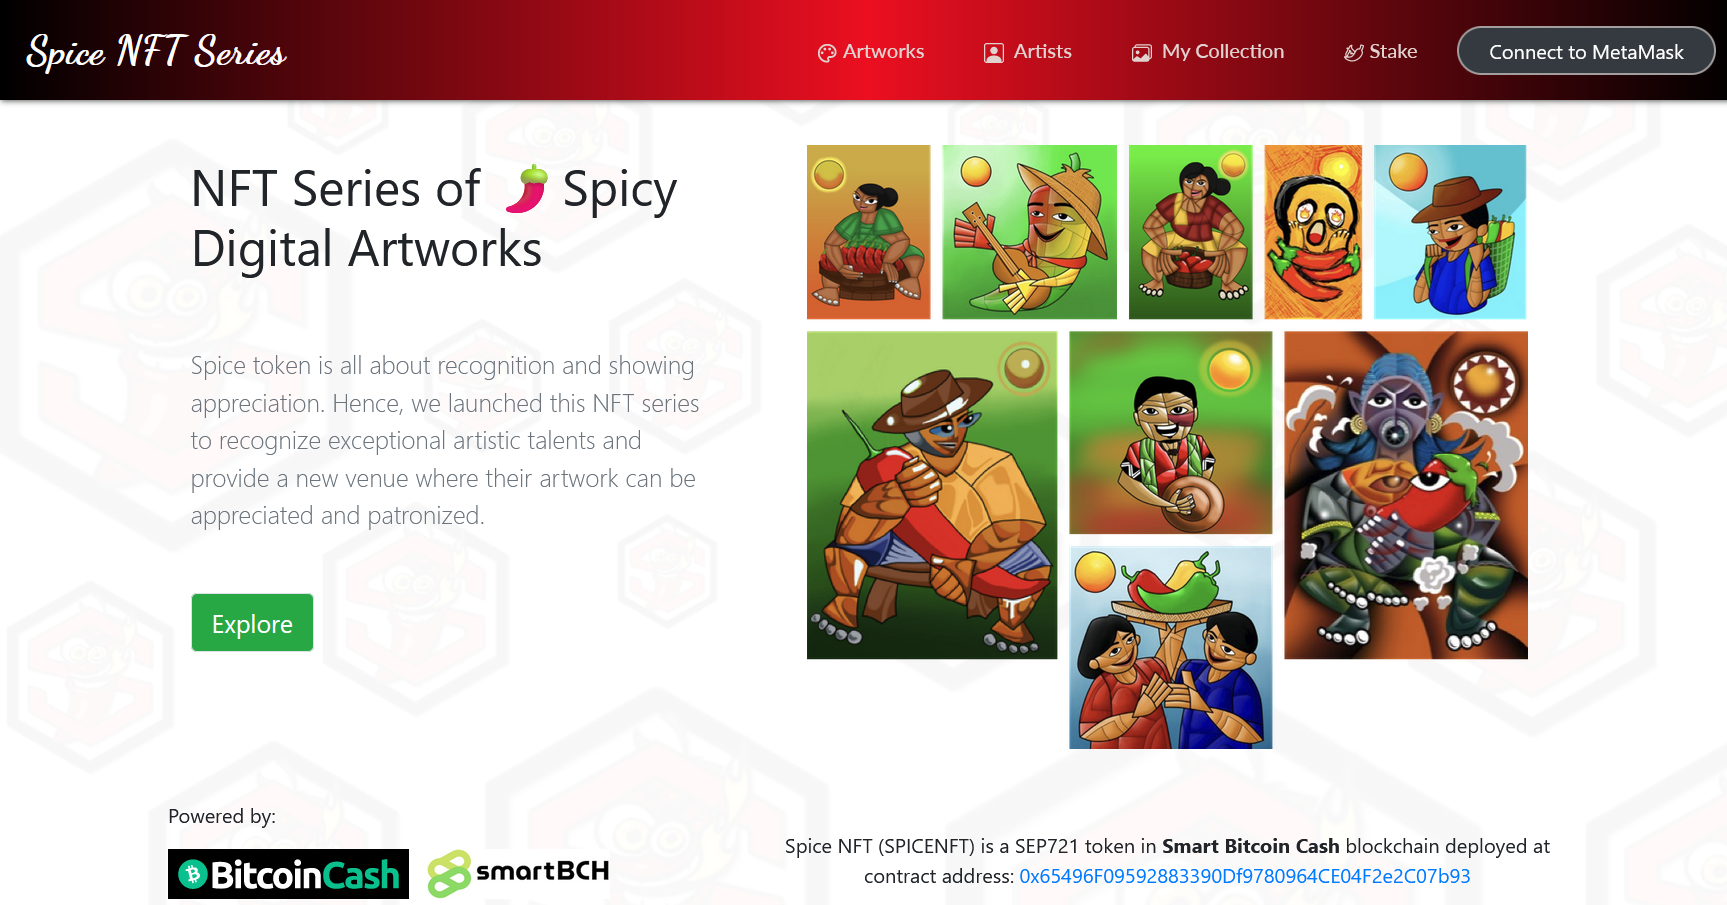 Spice NFT Series
Artworks
Artists
My Collection
Stake
Connect to MetaMask
NFT Series of 🌶️ Spicy
Digital Artworks
Spice token is all about recognition and showing
appreciation. Hence, we launched this NFT series
to recognize exceptional artistic talents and
provide a new venue where their artwork can be
appreciated and patronized.
Explore
Powered by:
BitcoinCash
smartBCH
Spice NFT (SPICENFT) is a SEP721 token in Smart Bitcoin Cash blockchain deployed at
contract address: 0x65496F09592883390Df9780964CE04F2e2C07b93